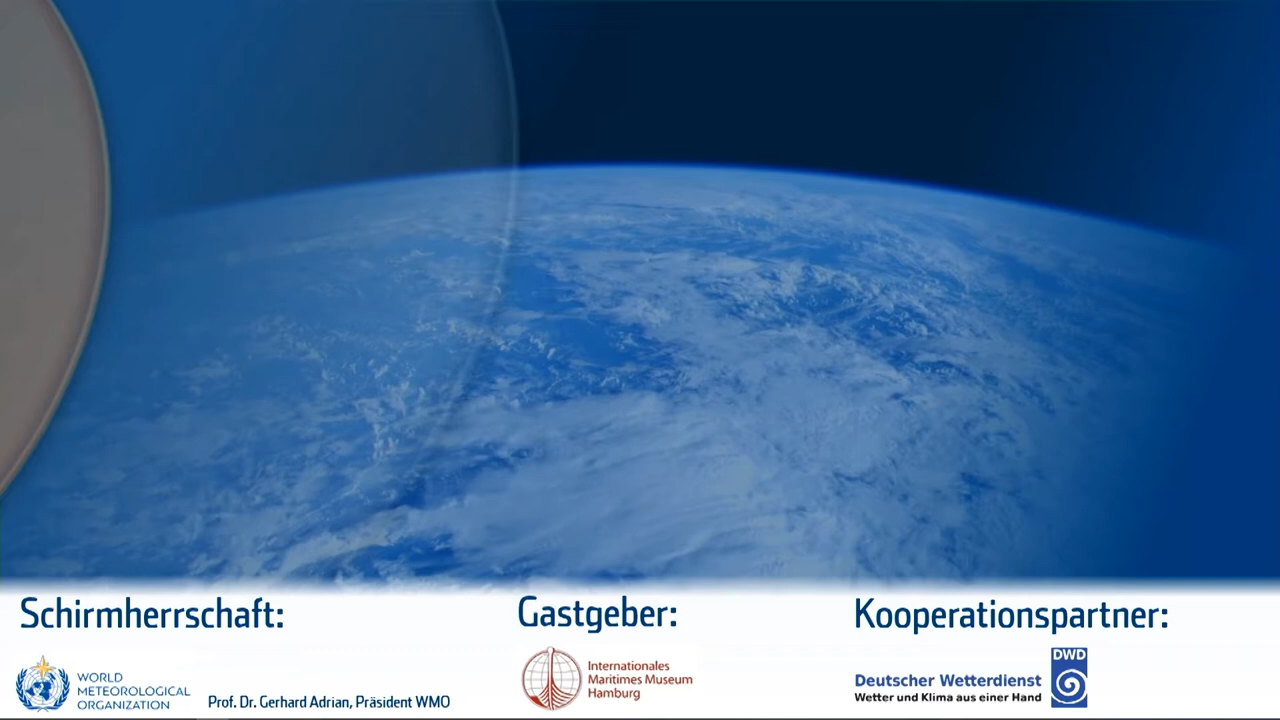 Schirmherrschaft:
WORLD
METEOROLOGICAL
ORGANIZATION
Prof. Dr. Gerhard Adrian, Präsident WMO
Gastgeber:
Internationales
Maritimes Museum
Hamburg
Kooperationspartner:
Deutscher Wetterdienst
Wetter und Klima aus einer Hand
DWD